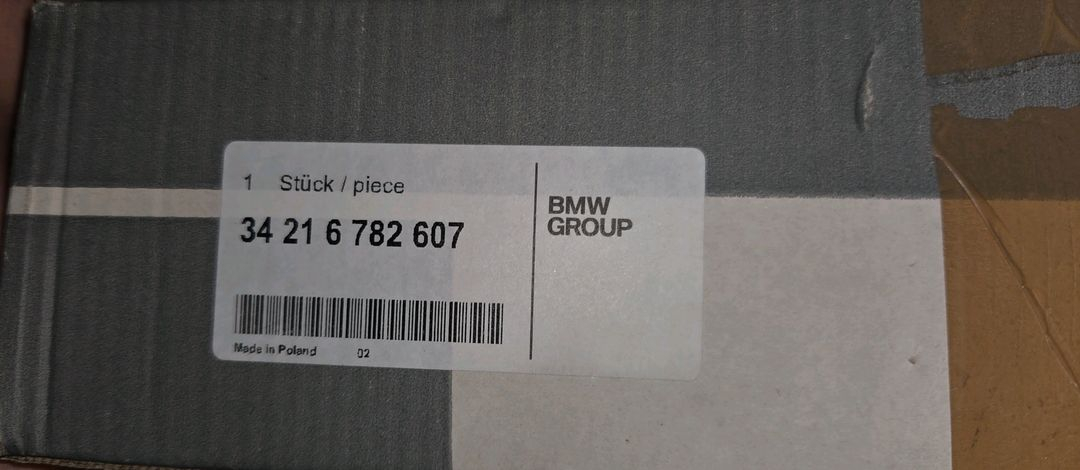 1 Stück / piece
34 21 6 782 607
BMW
GROUP
Made in Poland 02